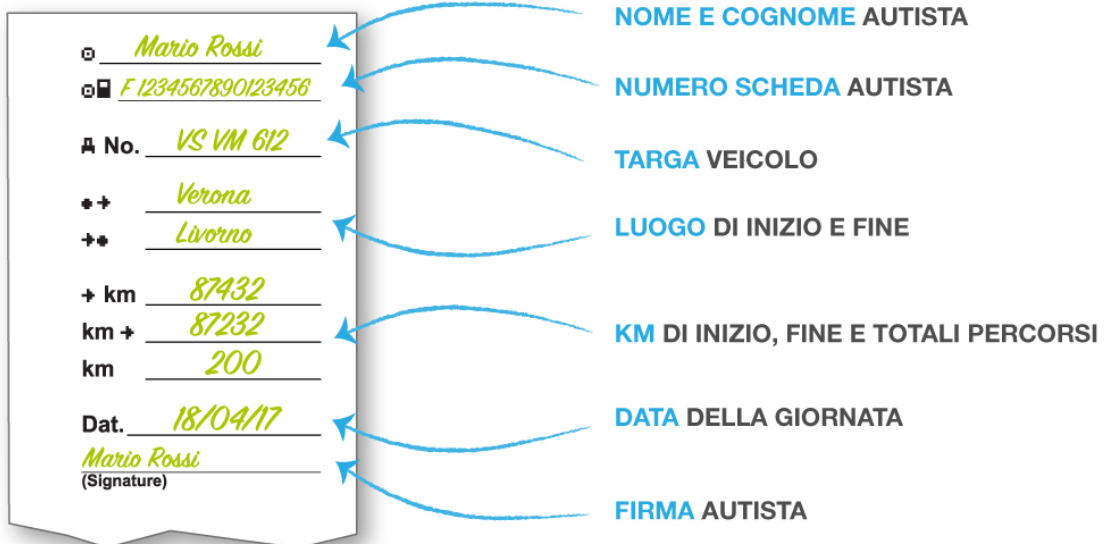 Mario Rossi
F 1234567890123456
No. VS VM 612
Verona
Livorno
+ km 87432
km + 87232
km 200
Dat. 18/04/17
Mario Rossi
(Signature)
NOME E COGNOME AUTISTA
NUMERO SCHEDA AUTISTA
TARGA VEICOLO
LUOGO DI INIZIO E FINE
KM DI INIZIO, FINE E TOTALI PERCORSI
DATA DELLA GIORNATA
FIRMA AUTISTA